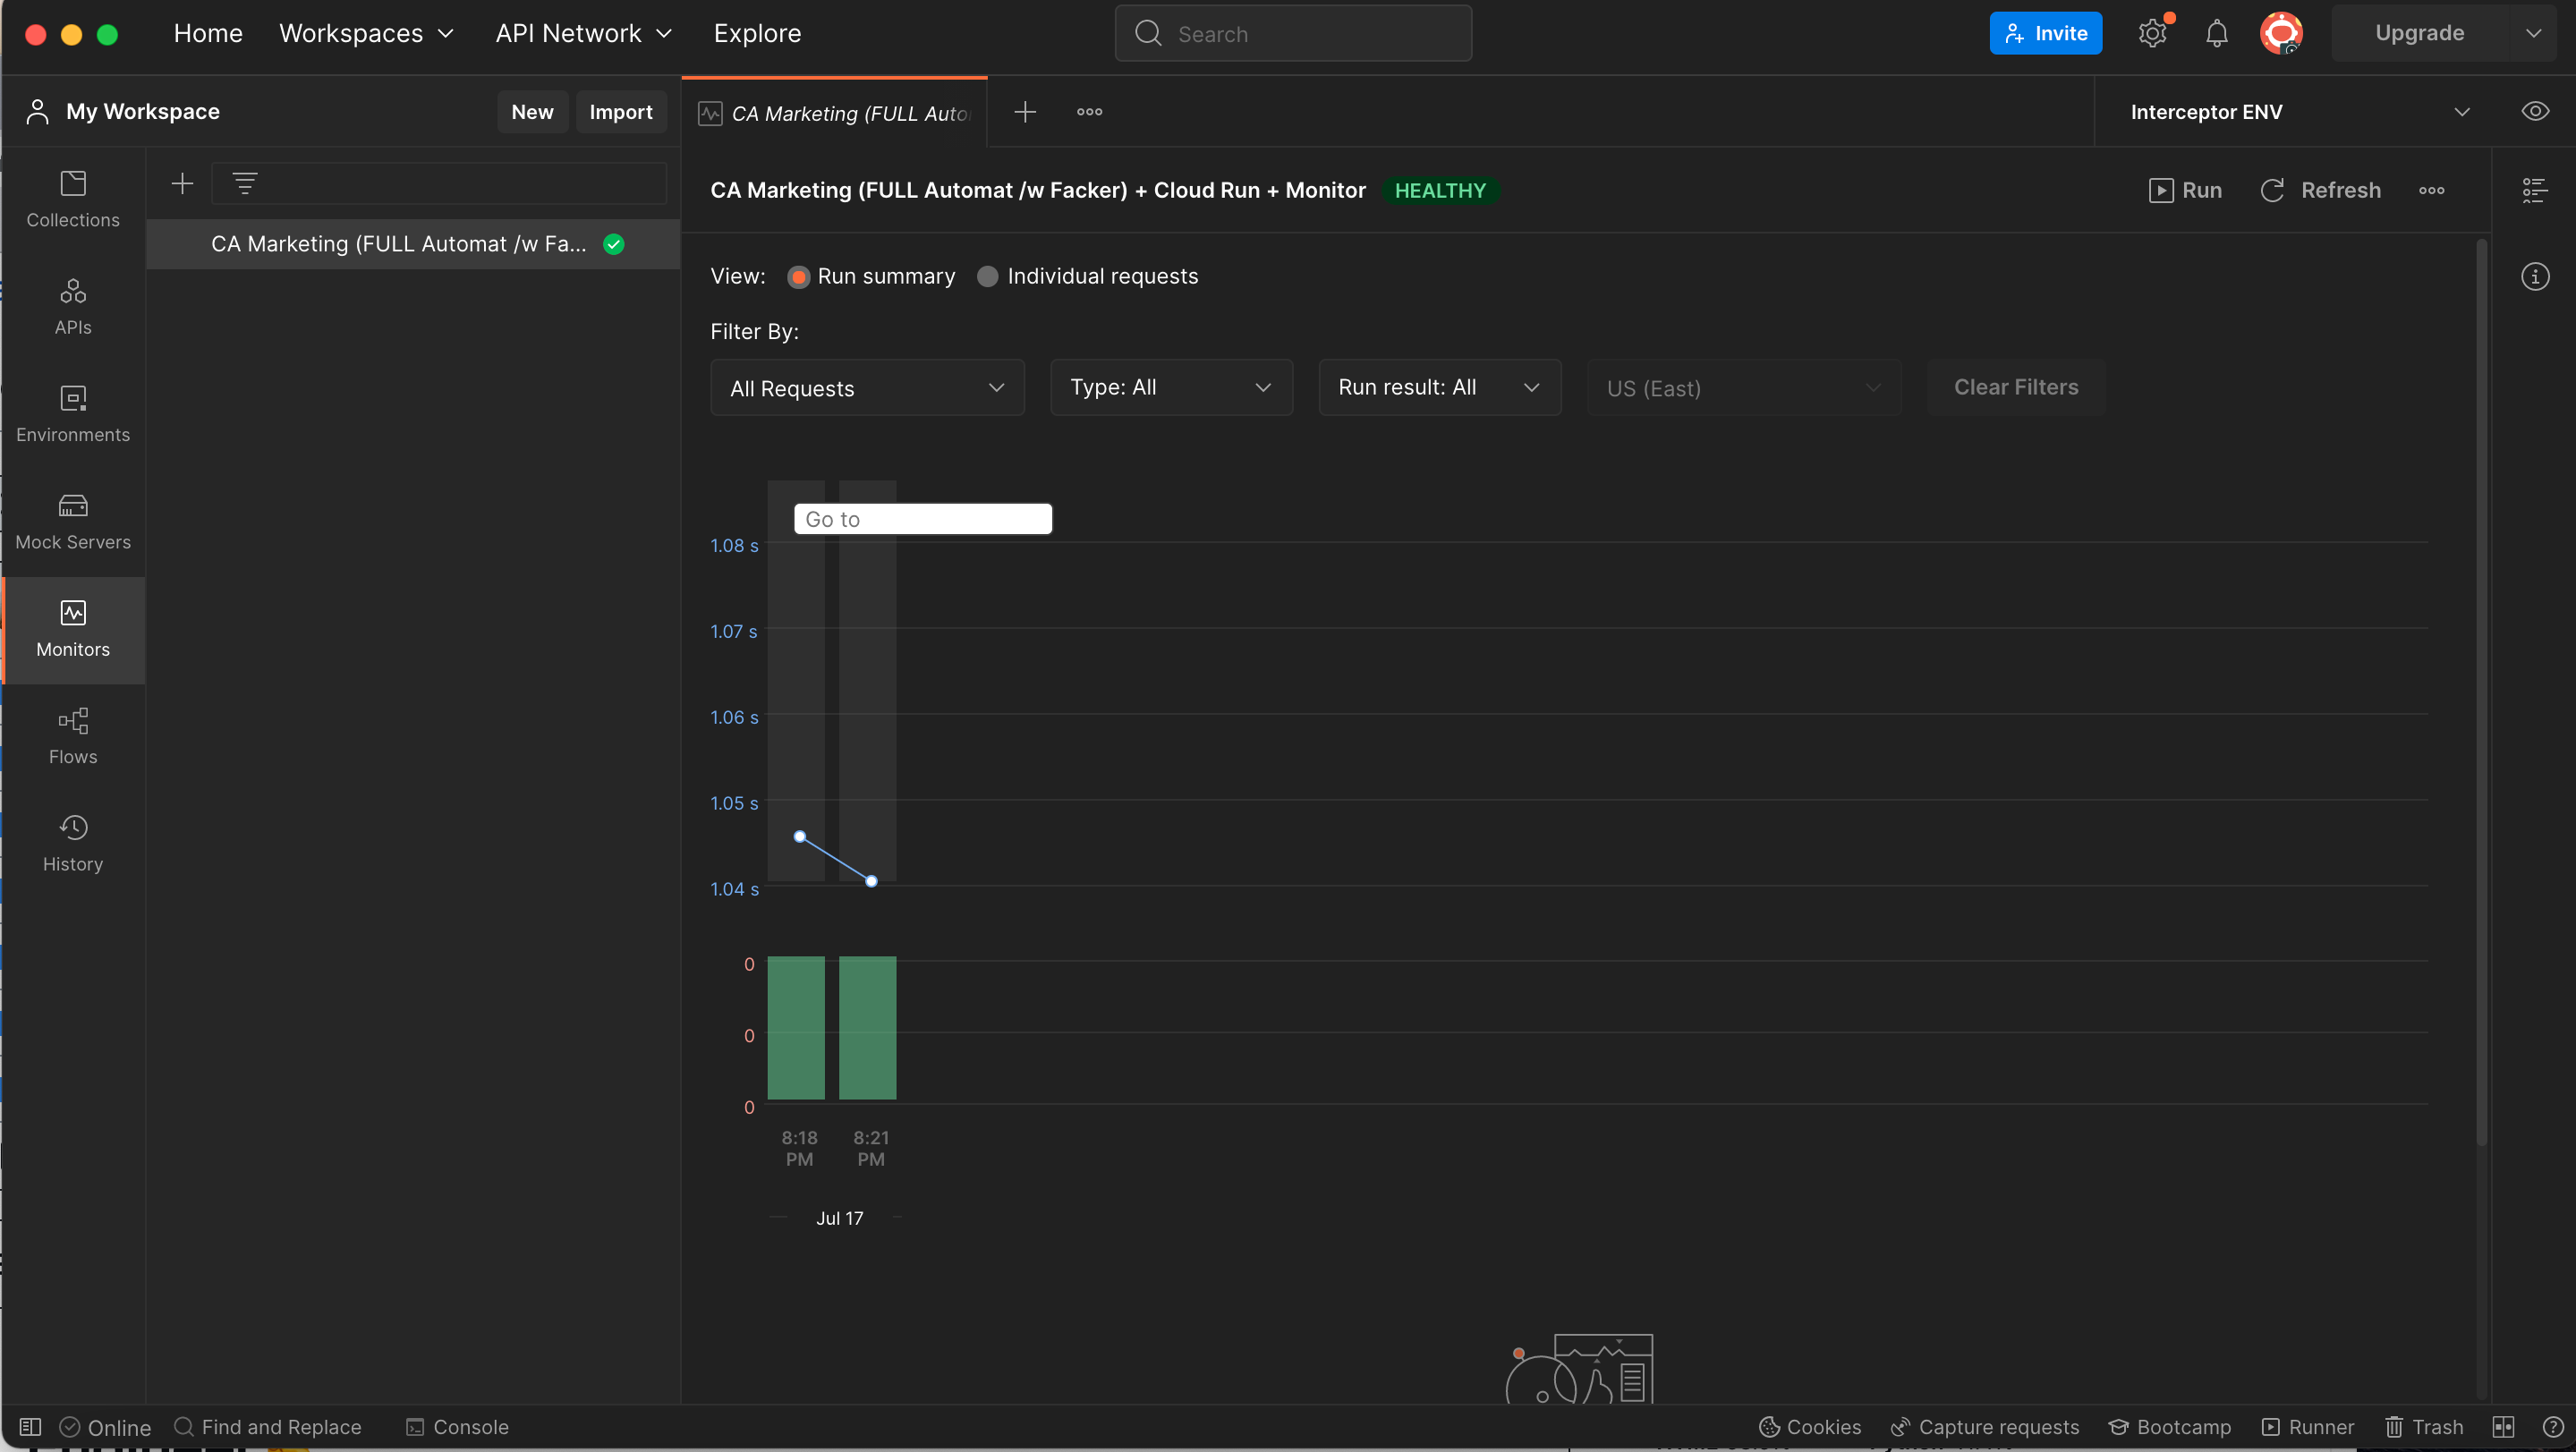 Home Workspaces API Network Explore Search Invite Upgrade
My Workspace New Import CA Marketing (FULL Auto Interceptor ENV
Collections
APIs
Environments
Mock Servers
Monitors
Flows
History
CA Marketing (FULL Automat /w Fa...
CA Marketing (FULL Automat /w Facker) + Cloud Run + Monitor HEALTHY Run Refresh
View: Run summary Individual requests
Filter By:
All Requests Type: All Run result: All US (East) Clear Filters
Go to
1.08 s
1.07 s
1.06 s
1.05 s
1.04 s
0
0
0
8:18 PM 8:21 PM
Jul 17
Online Find and Replace Console Cookies Capture requests Bootcamp Runner Trash